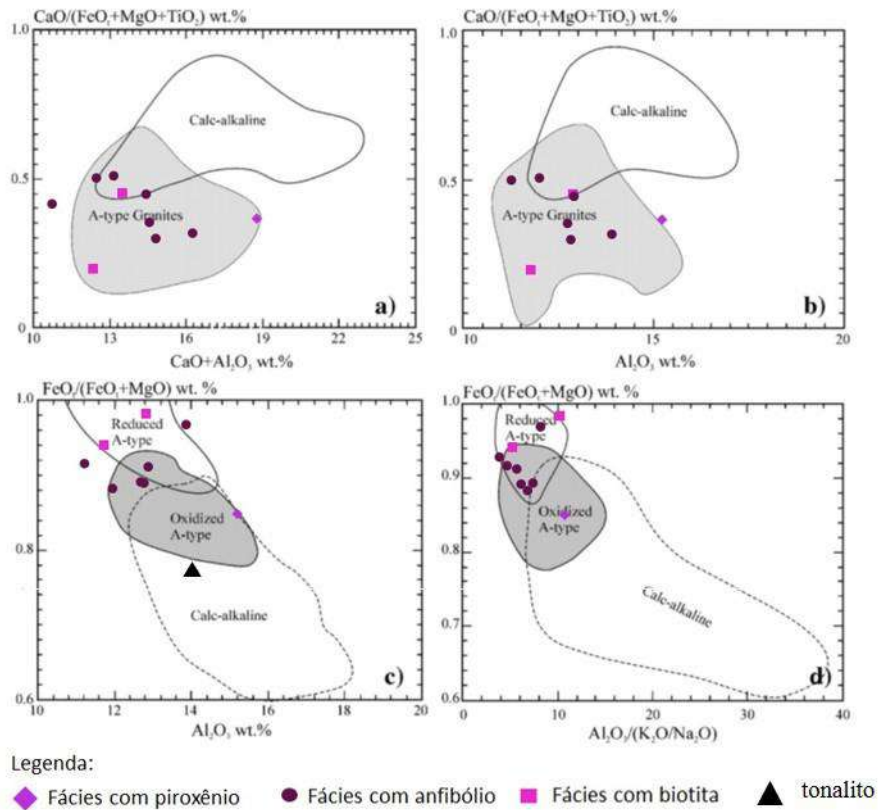 CaO/(FeOt+MgO+TiO2) wt.%
1.0
Calc-alkaline
0.5
A-type Granites
a)
0
10 13 16 19 22 25
CaO+Al2O3 wt.%
CaO/(FeOt+MgO+TiO2) wt.%
1.0
Calc-alkaline
0.5
A-type Granites
b)
0
10 15 20
Al2O3 wt.%
FeOt/(FeOt+MgO) wt. %
1.0
Reduced
A-type
0.9
Oxidized
A-type
0.8
Calc-alkaline
0.7
c)
0.6
10 12 14 16 18 20
Al2O3 wt.%
FeOt/(FeOt+MgO) wt. %
1.0
Reduced
A-type
0.9
Oxidized
A-type
0.8
Calc-alkaline
0.7
d)
0.6
0 10 20 30 40
Al2O3/(K2O/Na2O)
Legenda:
Fácies com piroxênio Fácies com anfibólio Fácies com biotita tonalito